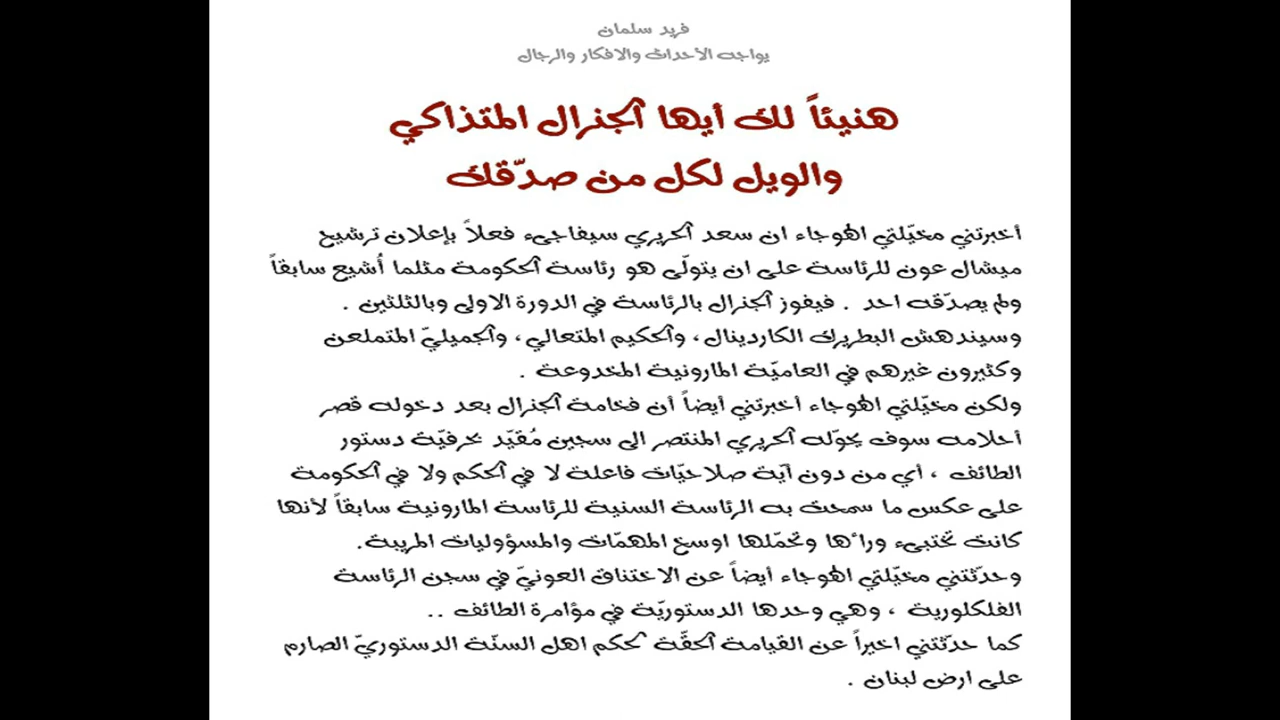 فريد سلمان
يواجه الأحداث والافكار والرجال
هنيئاً لك أيها الجنرال المتذاكي
والويل لكل من صدّقك
أخبرتني مخيّلتي الهوجاء ان سعد الحريري سيفاجىء فعلاً بإعلان ترشيح
ميشال عون للرئاسة على ان يتولّى هو رئاسة الحكومة مثلما أُشيع سابقاً
ولم يصدّقه احد . فيفوز الجنرال بالرئاسة في الدورة الاولى وبالثلثين .
وسيندهش البطريرك الكاردينال، والحكيم المتعالي، والجميليّ المتملعن
وكثيرون غيرهم في العاميّة المارونية المخدوعة .
ولكن مخيّلتي الهوجاء أخبرتني أيضاً أن فخامة الجنرال بعد دخوله قصر
أحلامه سوف يحوّله الحريري المنتصر الى سجين مُقيّد بحرفيّة دستور
الطائف ، أي من دون أيّة صلاحيّات فاعلة لا في الحكم ولا في الحكومة
على عكس ما سمحت به الرئاسة السنية للرئاسة المارونية سابقاً لأنها
كانت تختبىء وراءها وتحمّلها اوسخ المهمّات والمسؤوليات المريبة.
وحدّثتني مخيّلتي الهوجاء أيضاً عن الاختناق العونيّ في سجن الرئاسة
الفلكلورية ، وهي وحدها الدستوريّة في مؤامرة الطائف ..
كما حدّثتني اخيراً عن القيامة الحقّة لحكم اهل السنّة الدستوريّ الصارم
على ارض لبنان .